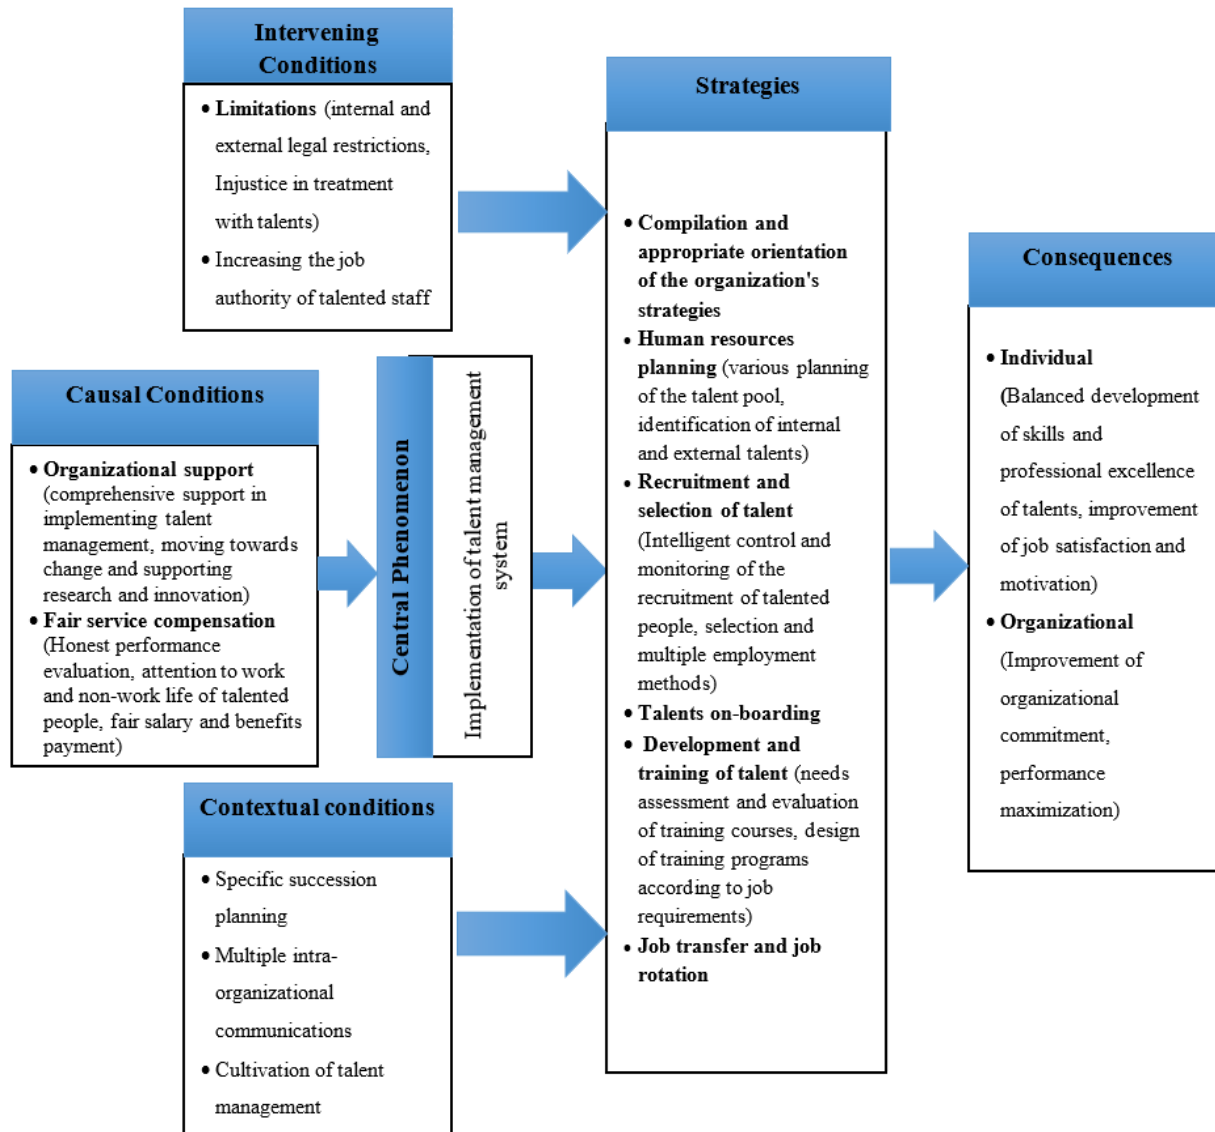 Intervening
Conditions
• Limitations (internal and
external legal restrictions,
Injustice in treatment
with talents)
• Increasing the job
authority of talented staff
Causal Conditions
• Organizational support
(comprehensive support in
implementing talent
management, moving towards
change and supporting
research and innovation)
• Fair service compensation
(Honest performance
evaluation, attention to work
and non-work life of talented
people, fair salary and benefits
payment)
Central Phenomenon
Implementation of talent management
system
Contextual conditions
• Specific succession
planning
• Multiple intra-
organizational
communications
• Cultivation of talent
management
Strategies
• Compilation and
appropriate orientation
of the organization's
strategies
• Human resources
planning (various planning
of the talent pool,
identification of internal
and external talents)
• Recruitment and
selection of talent
(Intelligent control and
monitoring of the
recruitment of talented
people, selection and
multiple employment
methods)
• Talents on-boarding
• Development and
training of talent (needs
assessment and evaluation
of training courses, design
of training programs
according to job
requirements)
• Job transfer and job
rotation
Consequences
• Individual
(Balanced development
of skills and
professional excellence
of talents, improvement
of job satisfaction and
motivation)
• Organizational
(Improvement of
organizational
commitment,
performance
maximization)